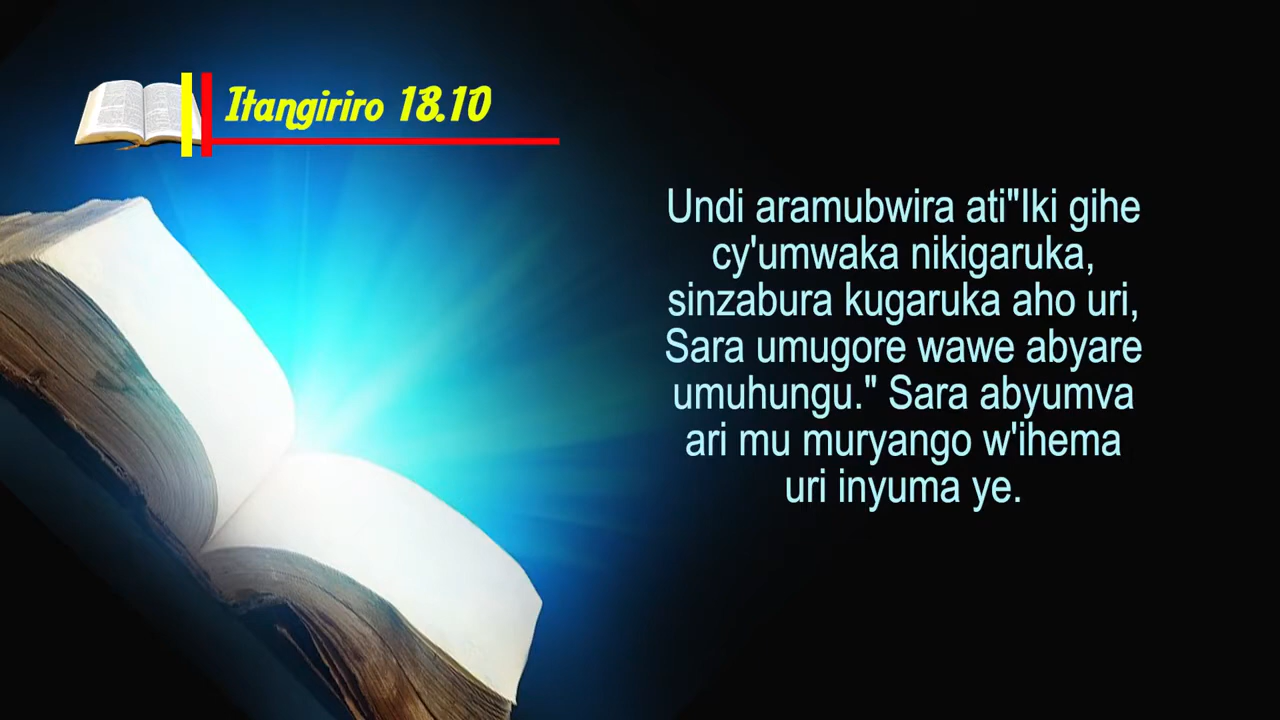 Itangiriro 18.10
Undi aramubwira ati"Iki gihe
cy'umwaka nikigaruka,
sinzabura kugaruka aho uri,
Sara umugore wawe abyare
umuhungu." Sara abyumva
ari mu muryango w'ihema
uri inyuma ye.